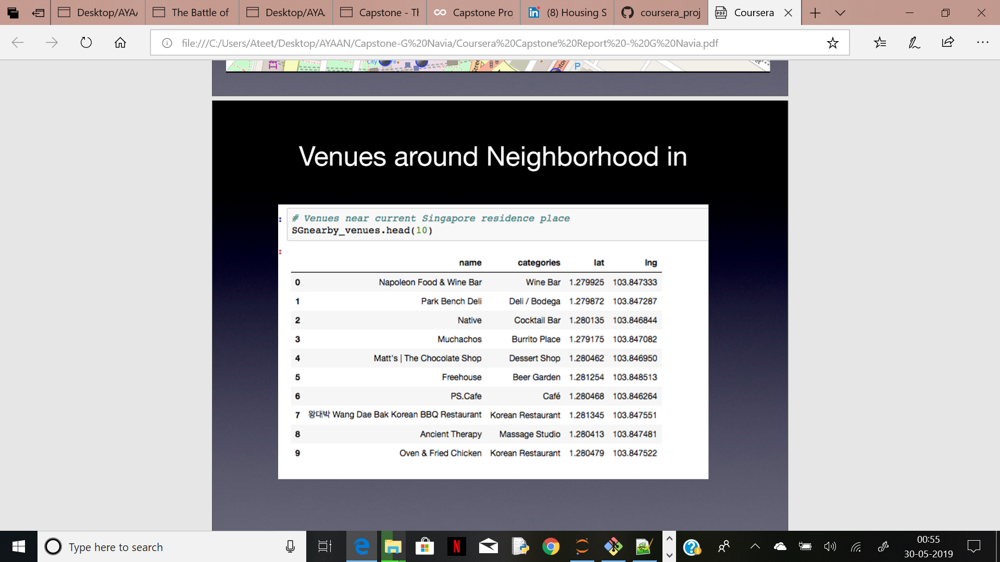 Desktop/AYAA
The Battle of
Desktop/AYA.
Capstone - Th
Capstone Proj
(8) Housing S
coursera_proj
Coursera
file:///C:/Users/Ateet/Desktop/AYAAN/Capstone-G%20Navia/Coursera%20Capstone%20Report%20-%20G%20Navia.pdf
City
P
Venues around Neighborhood in
# Venues near current Singapore residence place
SGnearby_venues.head(10)
name categories lat lng
0 Napoleon Food & Wine Bar Wine Bar 1.279925 103.847333
1 Park Bench Deli Deli / Bodega 1.279872 103.847287
2 Native Cocktail Bar 1.280135 103.846844
3 Muchachos Burrito Place 1.279175 103.847082
4 Matt's | The Chocolate Shop Dessert Shop 1.280462 103.846950
5 Freehouse Beer Garden 1.281254 103.848513
6 PS.Cafe Café 1.280468 103.846264
7 왕대박 Wang Dae Bak Korean BBQ Restaurant Korean Restaurant 1.281345 103.847551
8 Ancient Therapy Massage Studio 1.280413 103.847481
9 Oven & Fried Chicken Korean Restaurant 1.280479 103.847522
Type here to search
00:55
30-05-2019